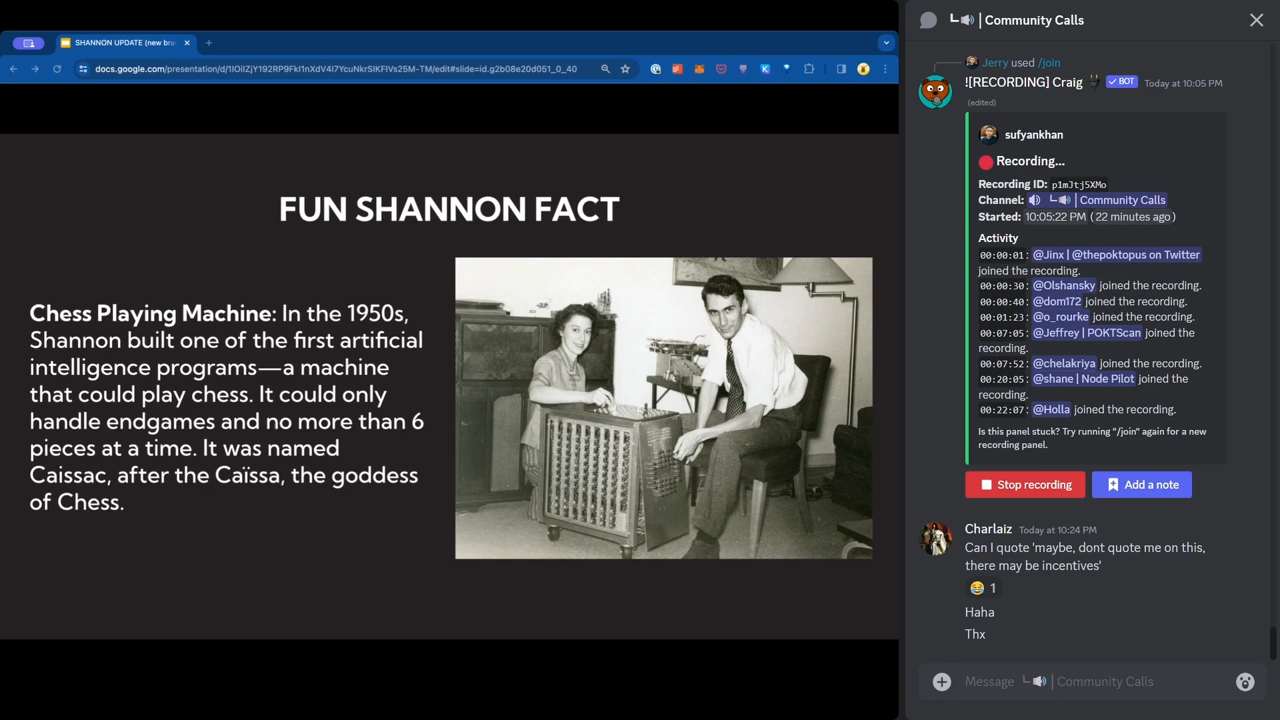 SHANNON UPDATE (new bra
docs.google.com/presentation/d/1IOiIZjY192RP9FkI1nXdV4I7YcuNkrSIKFIVs25M-TM/edit#slide=id.g2b08e20d051_0_40
FUN SHANNON FACT
Chess Playing Machine: In the 1950s,
Shannon built one of the first artificial
intelligence programs—a machine
that could play chess. It could only
handle endgames and no more than 6
pieces at a time. It was named
Caissac, after the Caïssa, the goddess
of Chess.
Community Calls
Jerry used /join
![RECORDING] Craig BOT Today at 10:05 PM
(edited)
sufyankhan
Recording...
Recording ID: p1mJtj5XMo
Channel: Community Calls
Started: 10:05:22 PM (22 minutes ago)
Activity
00:00:01: @Jinx | @thepoktopus on Twitter
joined the recording.
00:00:30: @Olshansky joined the recording.
00:00:40: @dom172 joined the recording.
00:01:23: @o_rourke joined the recording.
00:07:05: @Jeffrey | POKTScan joined the
recording.
00:07:52: @chelakriya joined the recording.
00:20:05: @shane | Node Pilot joined the
recording.
00:22:07: @Holla joined the recording.
Is this panel stuck? Try running "/join" again for a new
recording panel.
Stop recording
Add a note
Charlaiz Today at 10:24 PM
Can I quote 'maybe, dont quote me on this,
there may be incentives'
1
Haha
Thx
Message Community Calls